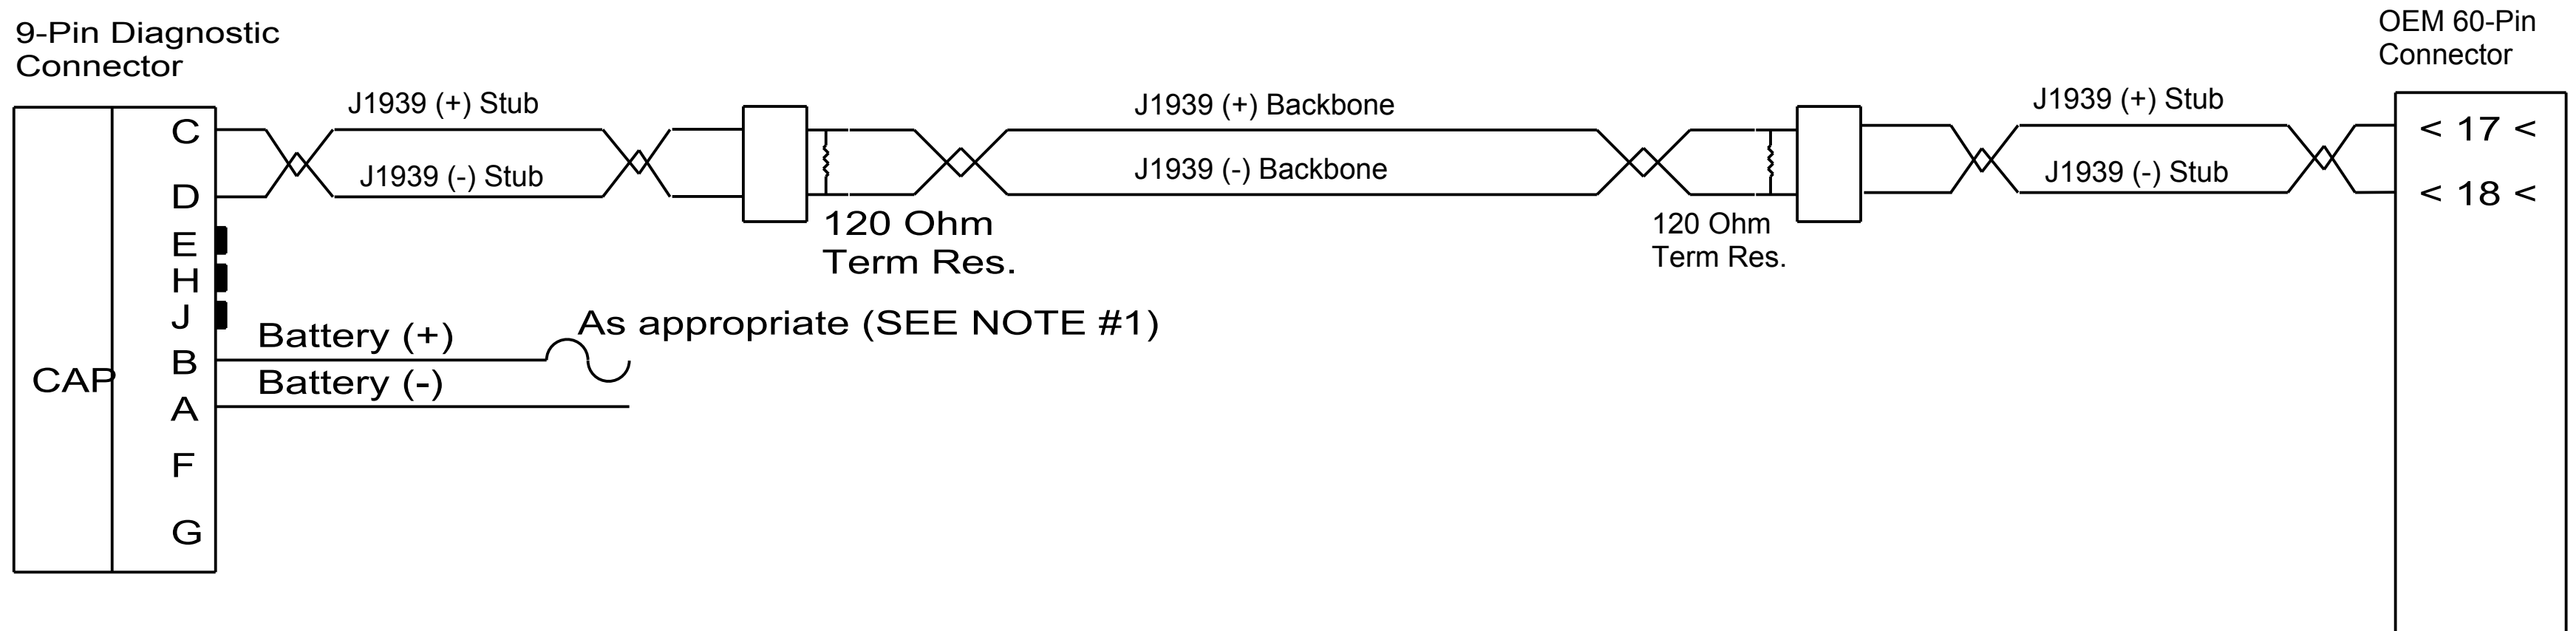 9-Pin Diagnostic
Connector
OEM 60-Pin
Connector
J1939 (+) Stub
J1939 (+) Backbone
J1939 (+) Stub
C
< 17 <
J1939 (-) Stub
J1939 (-) Backbone
J1939 (-) Stub
D
< 18 <
120 Ohm
Term Res.
120 Ohm
Term Res.
E
H
J
As appropriate (SEE NOTE #1)
Battery (+)
B
CAP
Battery (-)
A
F
G